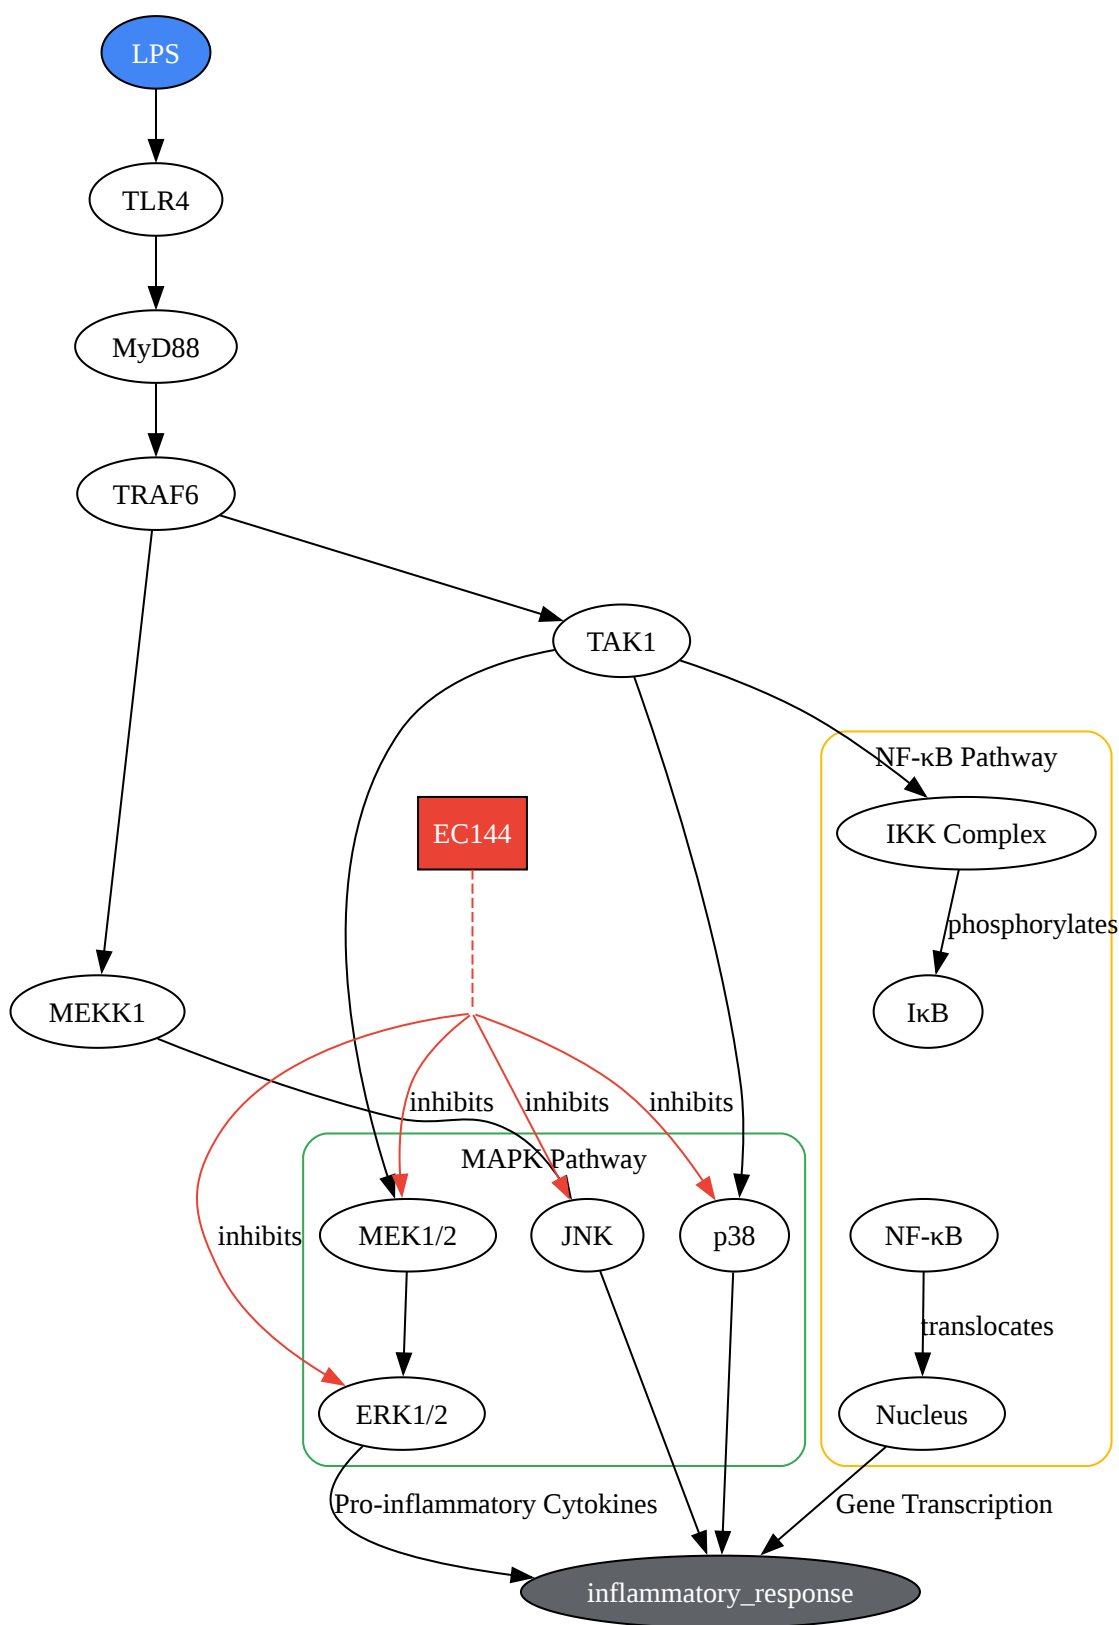 LPS
TLR4
MyD88
TRAF6
TAK1
NF-κB Pathway
EC144
IKK Complex
phosphorylates
MEKK1
IκB
inhibits
inhibits
inhibits
MAPK Pathway
inhibits
MEK1/2
JNK
p38
NF-κB
translocates
ERK1/2
Nucleus
Pro-inflammatory Cytokines
Gene Transcription
inflammatory_response